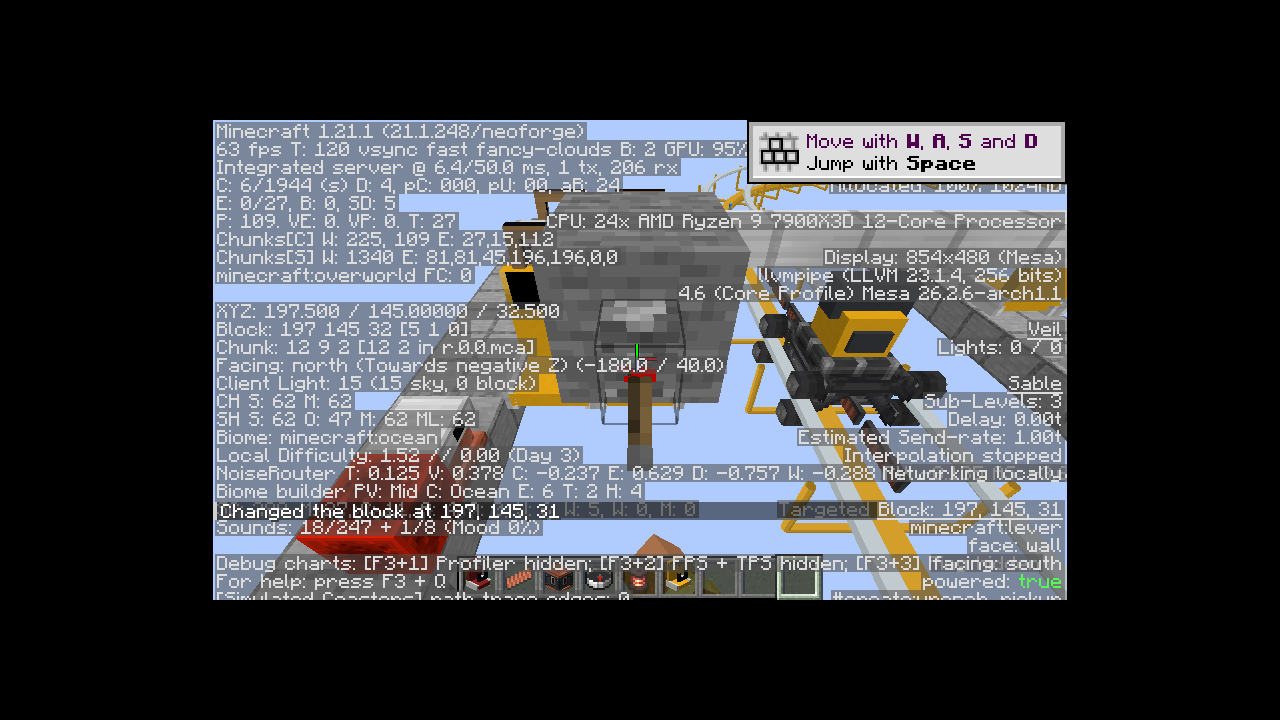 Minecraft 1.21.1 (21.1.248/neoforge)
63 fps T: 120 vsync fast fancy-clouds B: 2 GPU: 95%
Integrated server @ 6.4/50.0 ms, 1 tx, 206 rx
C: 6/1944 (s) D: 4, pC: 000, pU: 00, aB: 24
E: 0/27, B: 0, SD: 5
P: 109. VE: 0. VP: 0. T: 27
Chunks[C] W: 225, 109 E: 27,15,112
Chunks[S] W: 1340 E: 81,81,45,196,196,0,0
minecraft:overworld FC: 0
XYZ: 197.500 / 145.00000 / 32.500
Block: 197 145 32 [5 1 0]
Chunk: 12 9 2 [12 2 in r.0.0.mca]
Facing: north (Towards negative Z) (-180.0 / 40.0)
Client Light: 15 (15 sky, 0 block)
CH S: 62 M: 62
SH S: 62 O: 47 M: 62 ML: 62
Biome: minecraft:ocean
Local Difficulty: 1.52 / 0.00 (Day 3)
NoiseRouter T: 0.125 V: 0.378 C: -0.237 E: 0.629 D: -0.757 W: -0.288
Biome builder PV: Mid C: Ocean E: 6 T: 2 H: 4
Changed the block at 197, 145, 31
W: 5, W: 0, M: 0
Sounds: 18/247 + 1/8 (Mood 0%)
Debug charts: [F3+1] Profiler hidden; [F3+2] FPS + TPS hidden; [F3+3]
For help: press F3 + Q
Move with W, A, S and D
Jump with Space
CPU: 24x AMD Ryzen 9 7900X3D 12-Core Processor
Display: 854x480 (Mesa)
llvmpipe (LLVM 23.1.4, 256 bits)
4.6 (Core Profile) Mesa 26.2.6-arch1.1
Veil
Lights: 0 / 0
Sable
Sub-Levels: 3
Delay: 0.00t
Estimated Send-rate: 1.00t
Interpolation stopped
Networking locally
Targeted Block: 197, 145, 31
minecraft:lever
face: wall
facing: south
powered: true